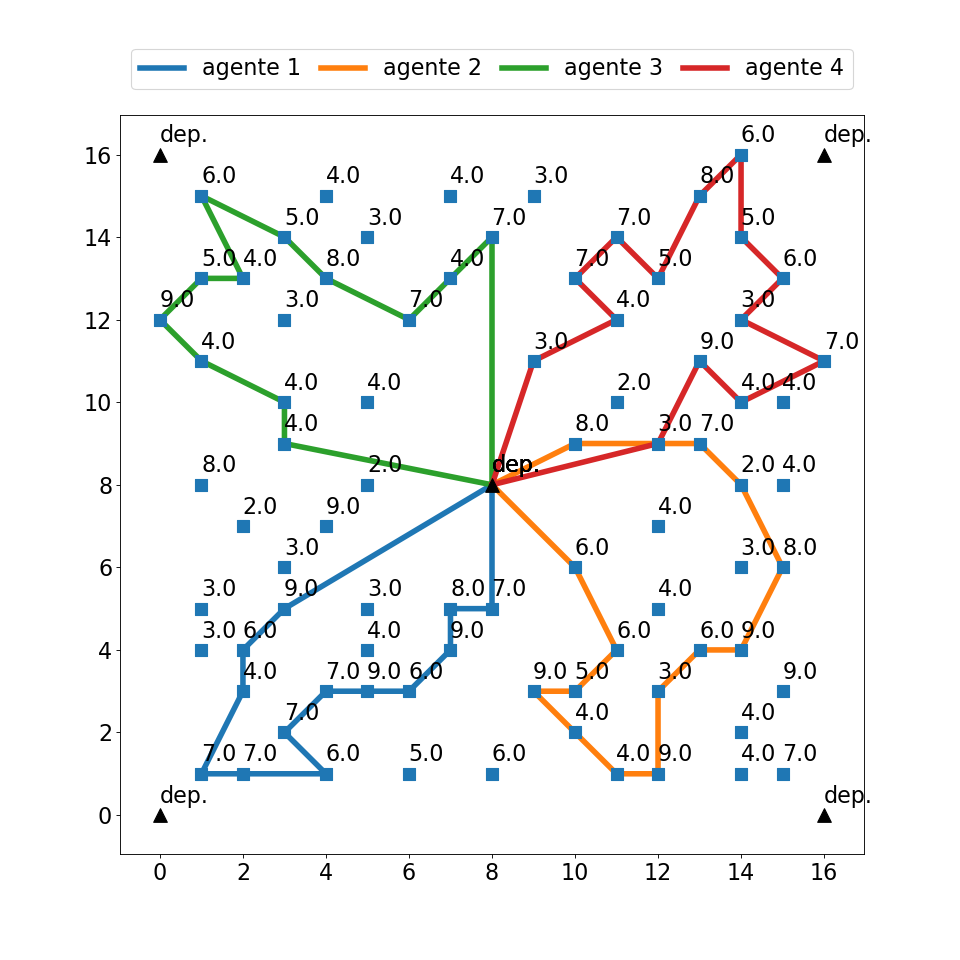 agente 1 agente 2 agente 3 agente 4
dep. 6.0 dep.
16
6.0 4.0 4.0 3.0 8.0
5.0 3.0 7.0 7.0 5.0
14
5.0 4.0 8.0 4.0 7.0 5.0 6.0
9.0 3.0 7.0 4.0 3.0
12
4.0 3.0 9.0 7.0
4.0 4.0 2.0 4.0 4.0
10
4.0 8.0 3.0 7.0
8.0 2.0 dep. 2.0 4.0
8
2.0 9.0 4.0
3.0 6.0 3.0 8.0
6
3.0 9.0 3.0 8.0 7.0 4.0
3.0 6.0 4.0 9.0 6.0 6.0 9.0
4
4.0 7.0 9.0 6.0 9.0 5.0 3.0 9.0
7.0 4.0 4.0
2
7.0 7.0 6.0 5.0 6.0 4.0 9.0 4.0 7.0
dep. dep.
0
0 2 4 6 8 10 12 14 16